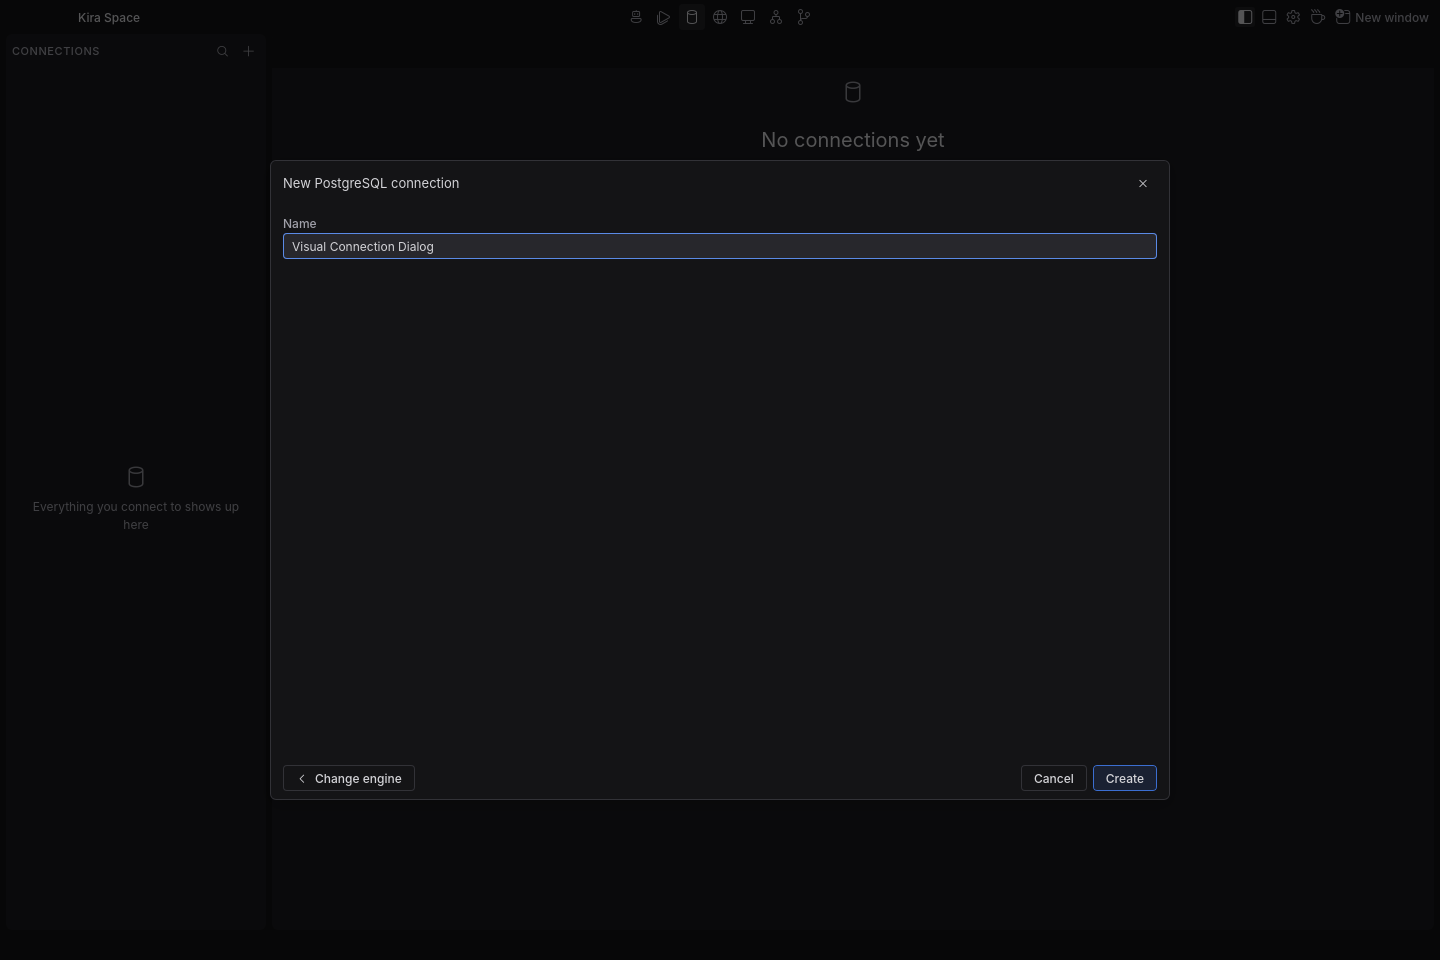 Kira Space
New window
CONNECTIONS
No connections yet
New PostgreSQL connection
Name
Visual Connection Dialog
Everything you connect to shows up
here
Change engine
Cancel
Create